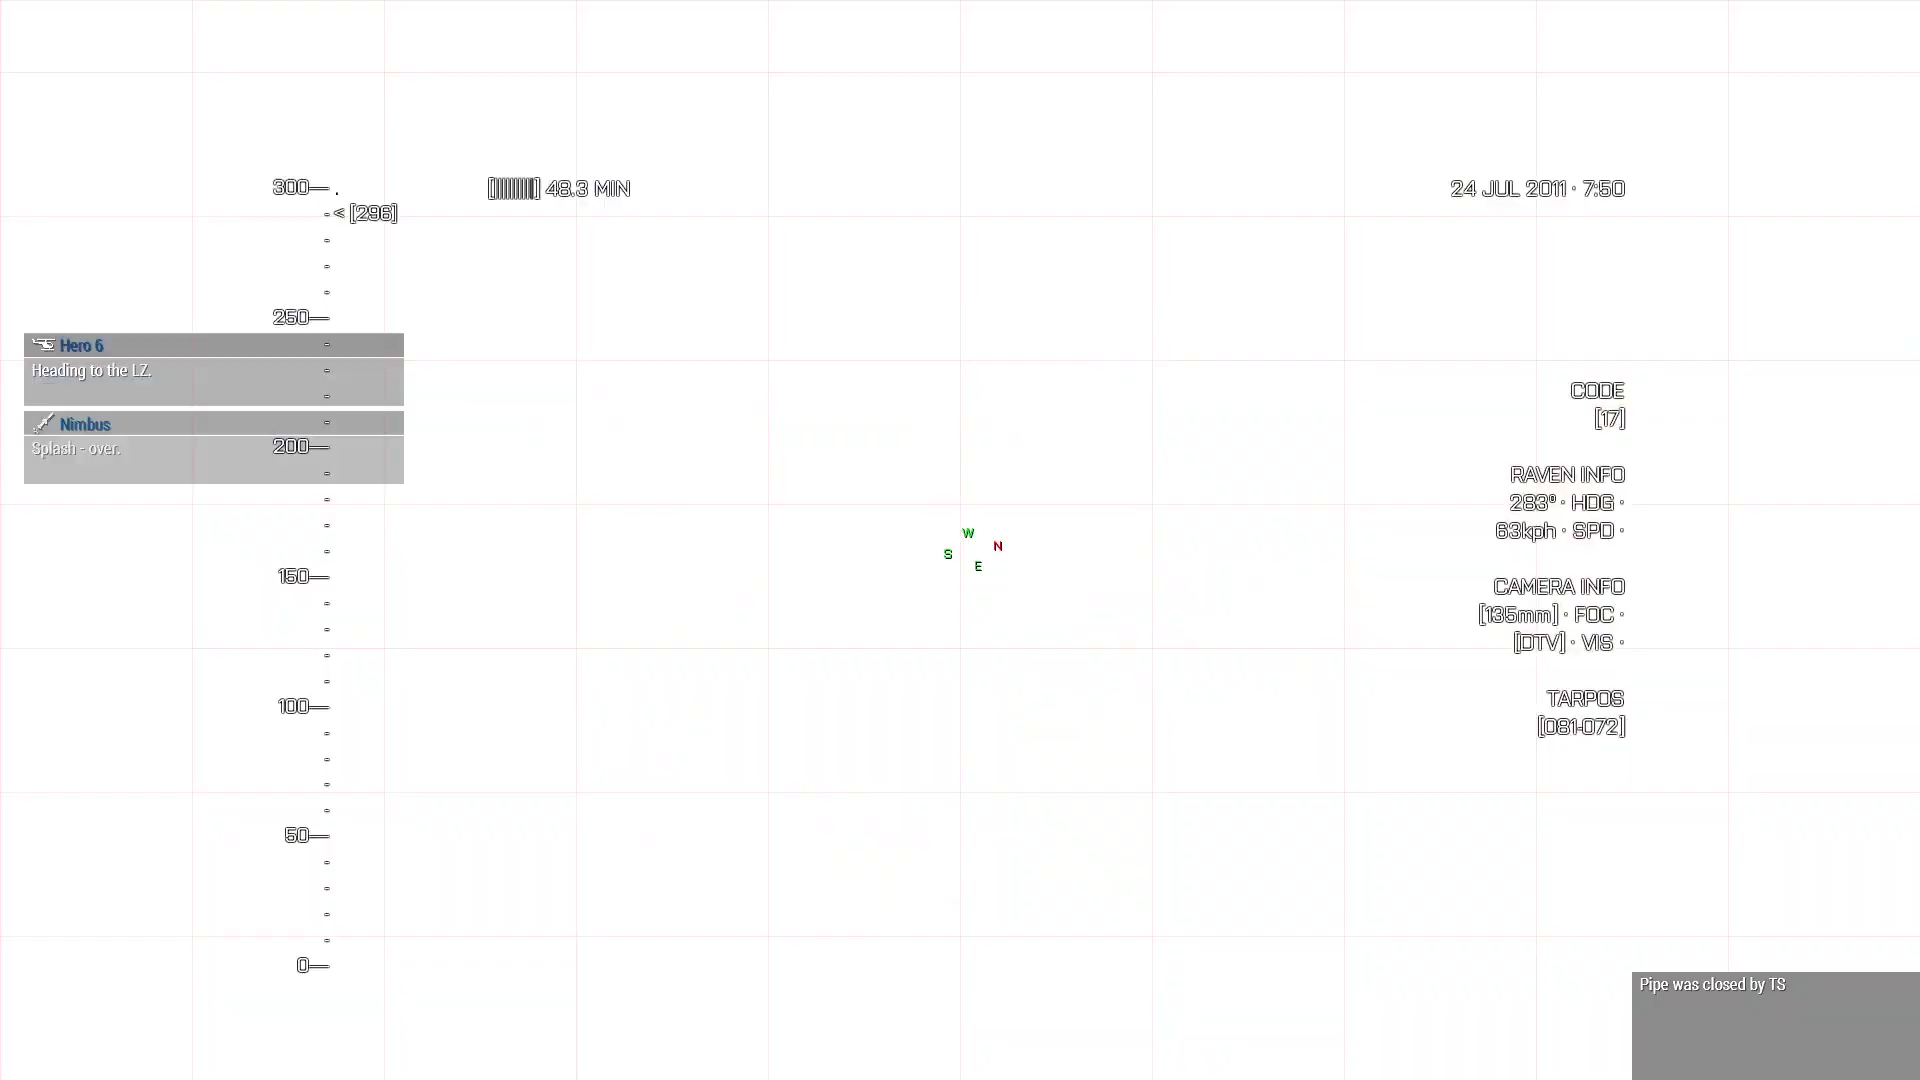 300
< [296]
[||||||||||] 48.3 MIN
24 JUL 2011 · 7:50
250
Hero 6
Heading to the LZ.
Nimbus
Splash - over.
200
CODE
[17]
RAVEN INFO
283º · HDG ·
63kph · SPD ·
W
N
S
E
150
CAMERA INFO
[135mm] · FOC ·
[DTV] · VIS ·
100
TARPOS
[081-072]
50
0
Pipe was closed by TS